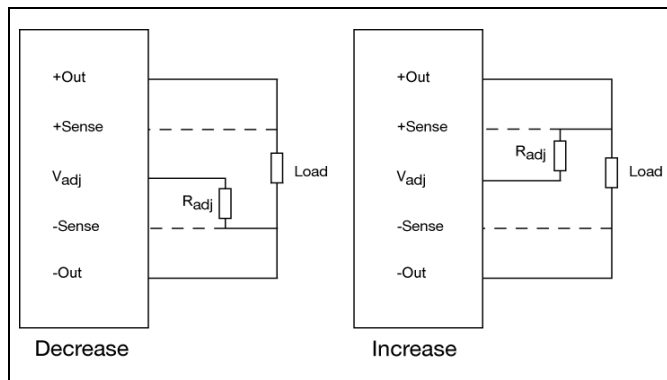 +Out
+Sense
Vadj
Radj
-Sense
-Out
Load
Decrease
+Out
+Sense
Radj
Vadj
-Sense
-Out
Load
Increase